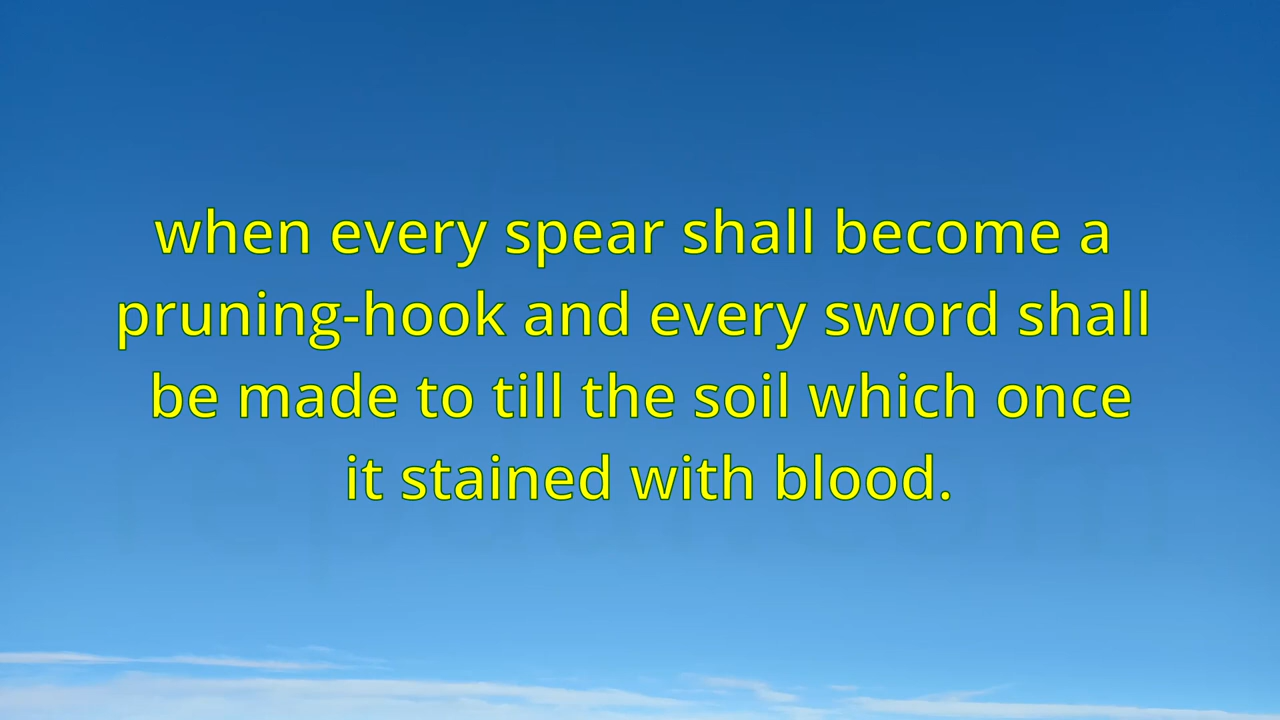 when every spear shall become a
pruning-hook and every sword shall
be made to till the soil which once
it stained with blood.